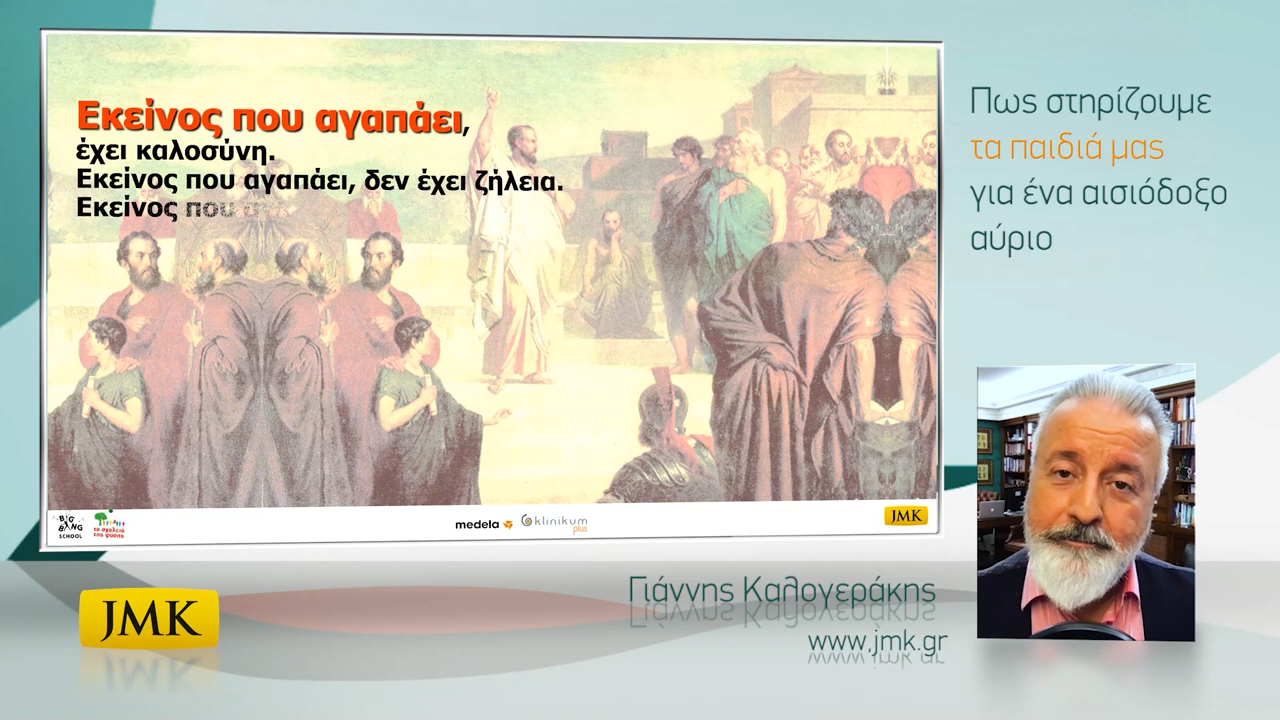 Εκείνος που αγαπάει,
έχει καλοσύνη.
Εκείνος που αγαπάει, δεν έχει ζήλεια.
Εκείνος που
Πως στηρίζουμε
τα παιδιά μας
για ένα αισιόδοξο
αύριο
BIG BANG
SCHOOL
το σχολειό
της φύσης
medela
klinikum
plus
JMK
JMK
Γιάννης Καλογεράκης
www.jmk.gr